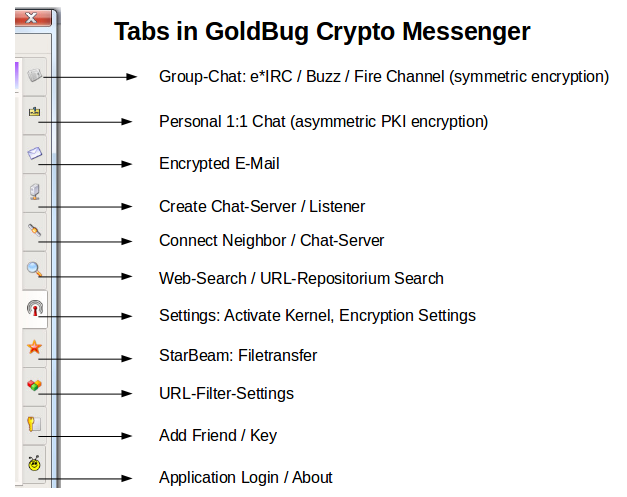 Tabs in GoldBug Crypto Messenger
Group-Chat: e*IRC / Buzz / Fire Channel (symmetric encryption)
Personal 1:1 Chat (asymmetric PKI encryption)
Encrypted E-Mail
Create Chat-Server / Listener
Connect Neighbor / Chat-Server
Web-Search / URL-Repositorium Search
Settings: Activate Kernel, Encryption Settings
StarBeam: Filetransfer
URL-Filter-Settings
Add Friend / Key
Application Login / About